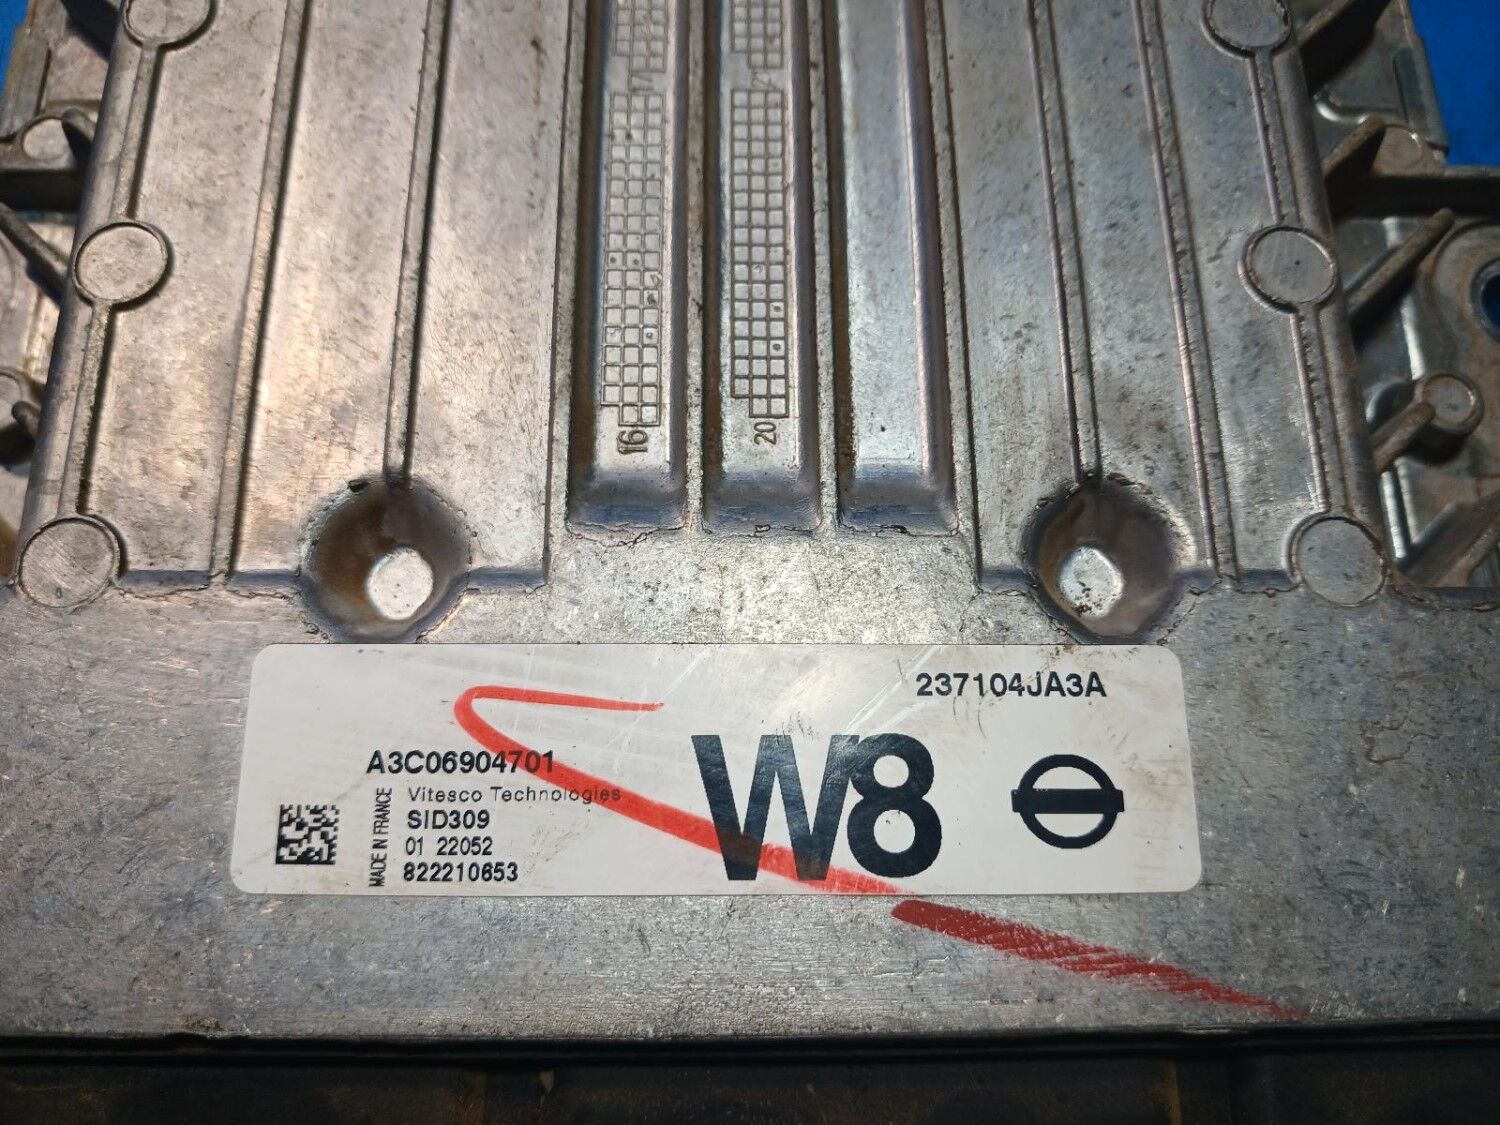 16
20
237104JA3A
A3C06904701
W8
Vitesco Technologies
SID309
01 22052
822210653
MADE IN FRANCE